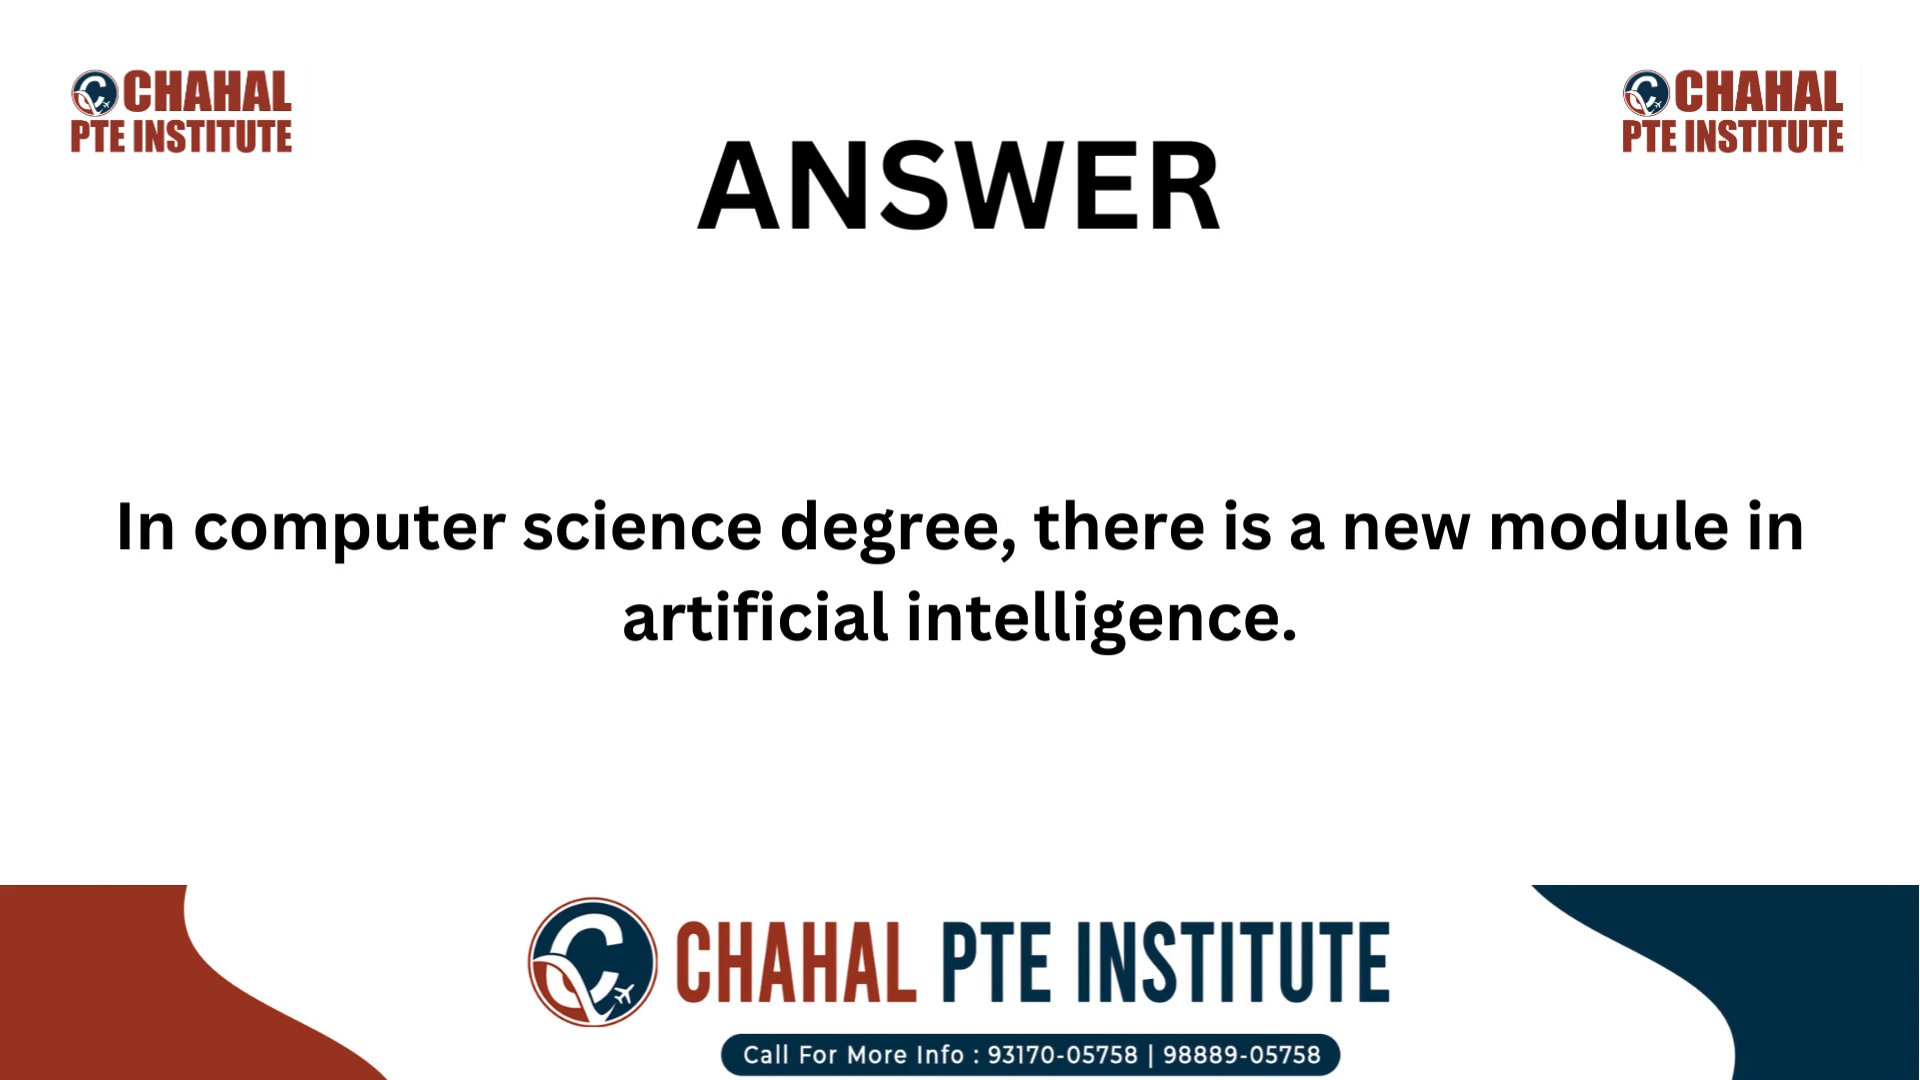 CHAHAL
PTE INSTITUTE
CHAHAL
PTE INSTITUTE
ANSWER
In computer science degree, there is a new module in
artificial intelligence.
CHAHAL PTE INSTITUTE
Call For More Info : 93170-05758 | 98889-05758